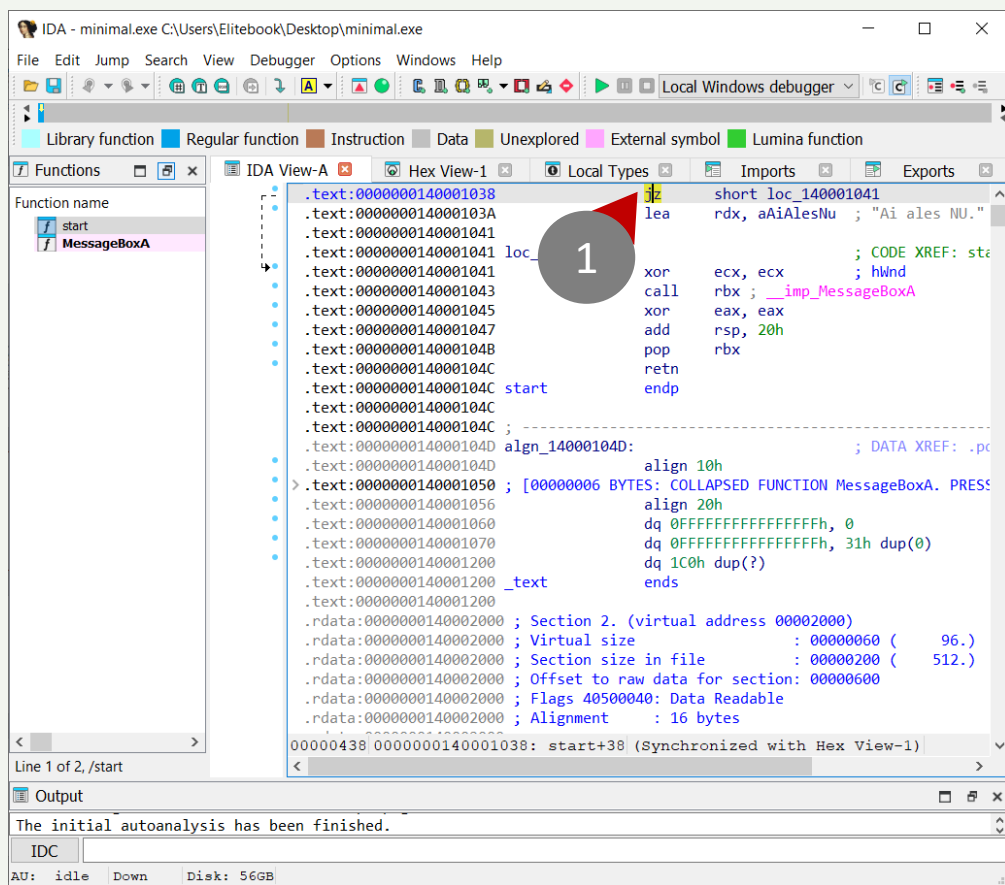 IDA - minimal.exe C:\Users\Elitebook\Desktop\minimal.exe
File Edit Jump Search View Debugger Options Windows Help
A Local Windows debugger
Library function Regular function Instruction Data Unexplored External symbol Lumina function
Functions IDA View-A Hex View-1 Local Types Imports Exports
Function name
start
MessageBoxA
.text:0000000140001038 jz short loc_140001041
.text:000000014000103A lea rdx, aAiAlesNu ; "Ai ales NU."
.text:0000000140001041
.text:0000000140001041 loc_ ; CODE XREF: sta
.text:0000000140001041 xor ecx, ecx ; hWnd
.text:0000000140001043 call rbx ; __imp_MessageBoxA
.text:0000000140001045 xor eax, eax
.text:0000000140001047 add rsp, 20h
.text:000000014000104B pop rbx
.text:000000014000104C retn
.text:000000014000104C start endp
.text:000000014000104C
.text:000000014000104C ; ---------------------------------------------------
.text:000000014000104D algn_14000104D: ; DATA XREF: .pd
.text:000000014000104D align 10h
.text:0000000140001050 ; [00000006 BYTES: COLLAPSED FUNCTION MessageBoxA. PRESS
.text:0000000140001056 align 20h
.text:0000000140001060 dq 0FFFFFFFFFFFFFFFFh, 0
.text:0000000140001070 dq 0FFFFFFFFFFFFFFFFh, 31h dup(0)
.text:0000000140001200 dq 1C0h dup(?)
.text:0000000140001200 _text ends
.text:0000000140001200
.rdata:0000000140002000 ; Section 2. (virtual address 00002000)
.rdata:0000000140002000 ; Virtual size : 00000060 ( 96.)
.rdata:0000000140002000 ; Section size in file : 00000200 ( 512.)
.rdata:0000000140002000 ; Offset to raw data for section: 00000600
.rdata:0000000140002000 ; Flags 40500040: Data Readable
.rdata:0000000140002000 ; Alignment : 16 bytes
1
00000438 0000000140001038: start+38 (Synchronized with Hex View-1)
Line 1 of 2, /start
Output
The initial autoanalysis has been finished.
IDC
AU: idle Down Disk: 56GB